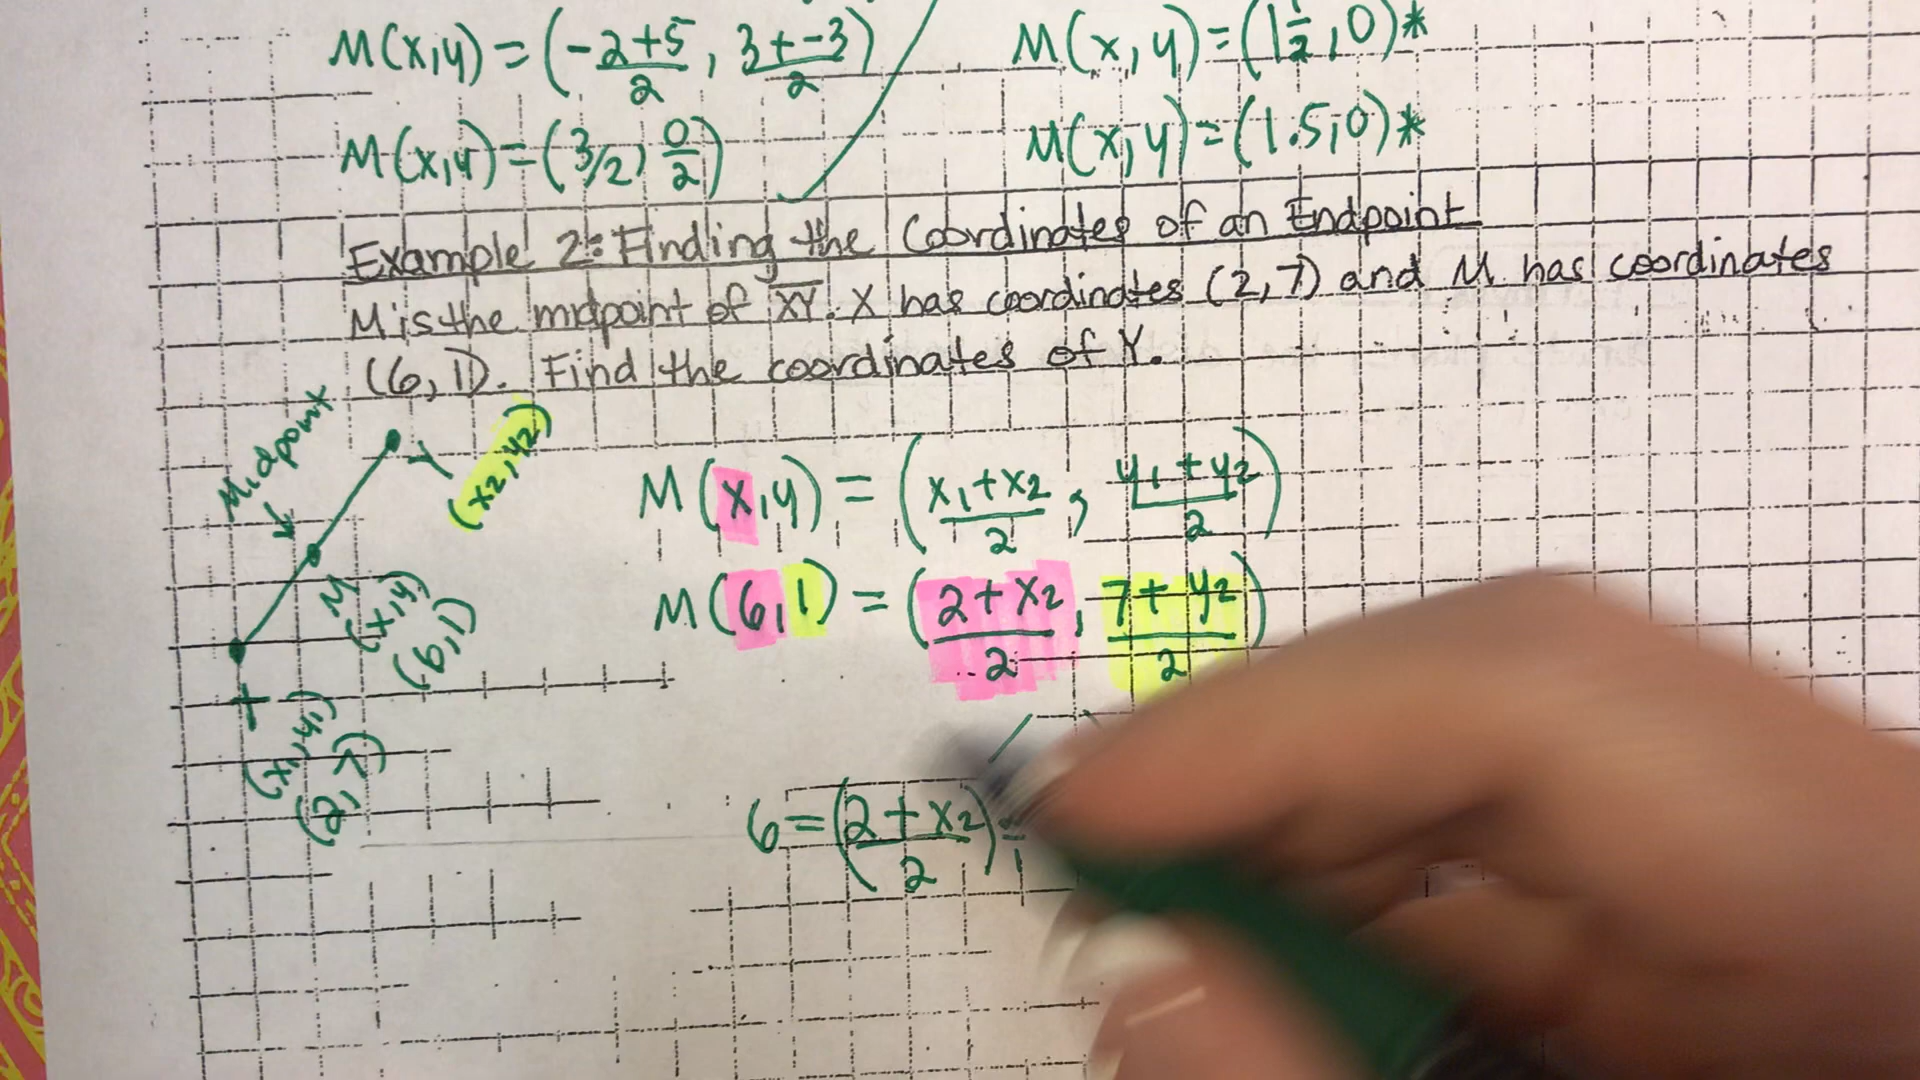 M(x,y) = (-2+5/2, 3+-3/2)
M(x,y) = (3/2, 0/2)
M(x,y) = (1 1/2, 0)*
M(x,y) = (1.5, 0)*
Example 2: Finding the Coordinates of an Endpoint
M is the midpoint of XY. X has coordinates (2,7) and M has coordinates
(6,1). Find the coordinates of Y.
Midpoint
Y
(x2,y2)
M
(x,y)
(6,1)
(x1,y1)
(2,7)
M(x,y) = (x1+x2/2, y1+y2/2)
M(6,1) = (2+x2/2, 7+y2/2)
6=(2+x2/2)